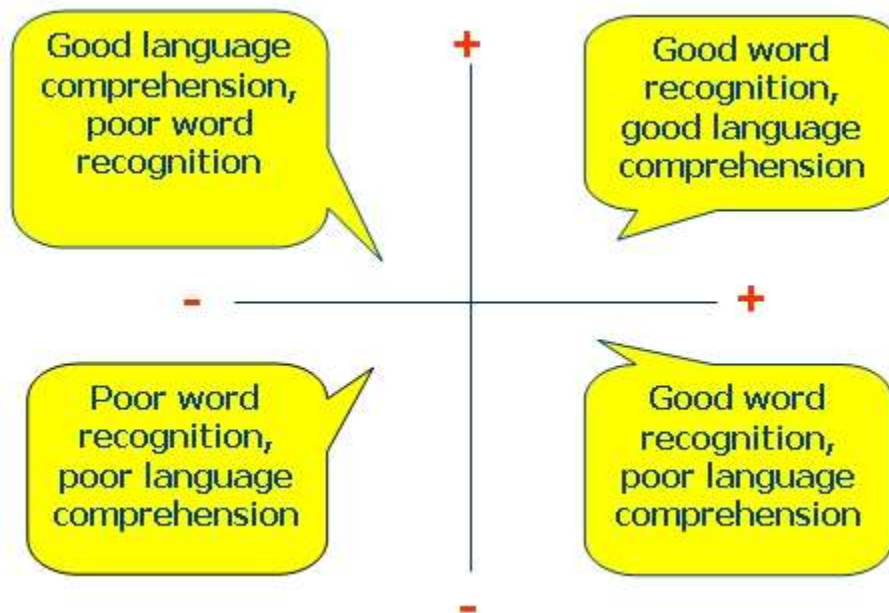 Good language
comprehension,
poor word
recognition
+
Good word
recognition,
good language
comprehension
-
+
Poor word
recognition,
poor language
comprehension
Good word
recognition,
poor language
comprehension
-